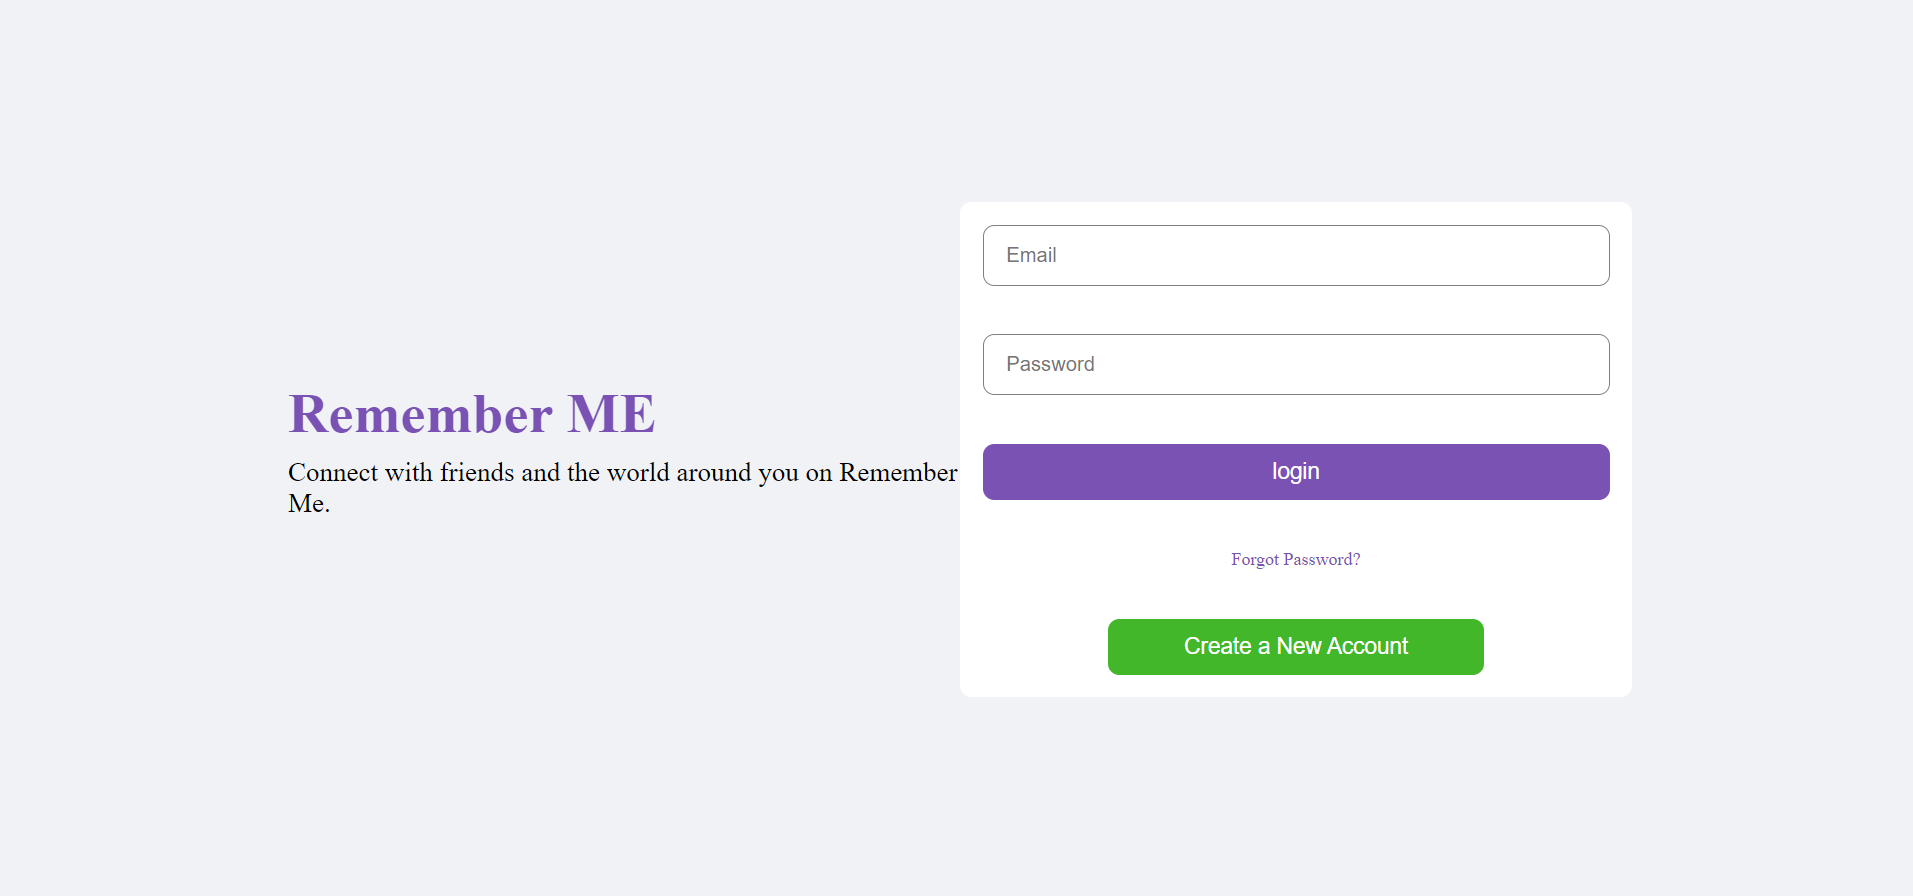 Remember ME
Connect with friends and the world around you on Remember
Me.
Email
Password
login
Forgot Password?
Create a New Account